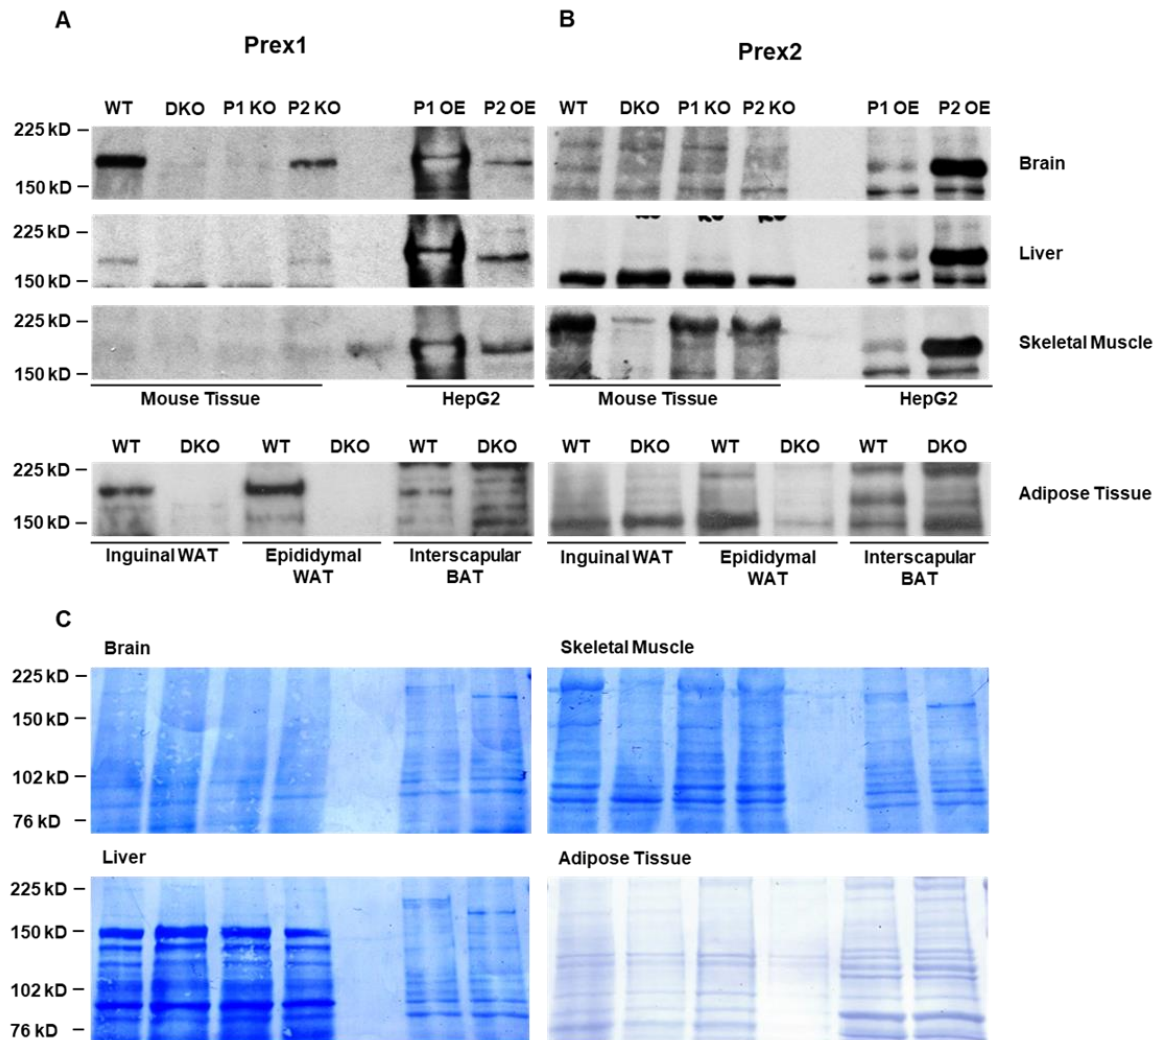 A
B
Prex1
Prex2
WT DKO P1 KO P2 KO P1 OE P2 OE WT DKO P1 KO P2 KO P1 OE P2 OE
225 kD
150 kD
Brain
225 kD
150 kD
Liver
225 kD
150 kD
Skeletal Muscle
Mouse Tissue HepG2 Mouse Tissue HepG2
WT DKO WT DKO WT DKO WT DKO WT DKO WT DKO
225 kD
150 kD
Adipose Tissue
Inguinal WAT Epididymal Interscapular Inguinal WAT Epididymal Interscapular
WAT BAT WAT BAT
C
Brain Skeletal Muscle
225 kD
150 kD
102 kD
76 kD
Liver Adipose Tissue
225 kD
150 kD
102 kD
76 kD